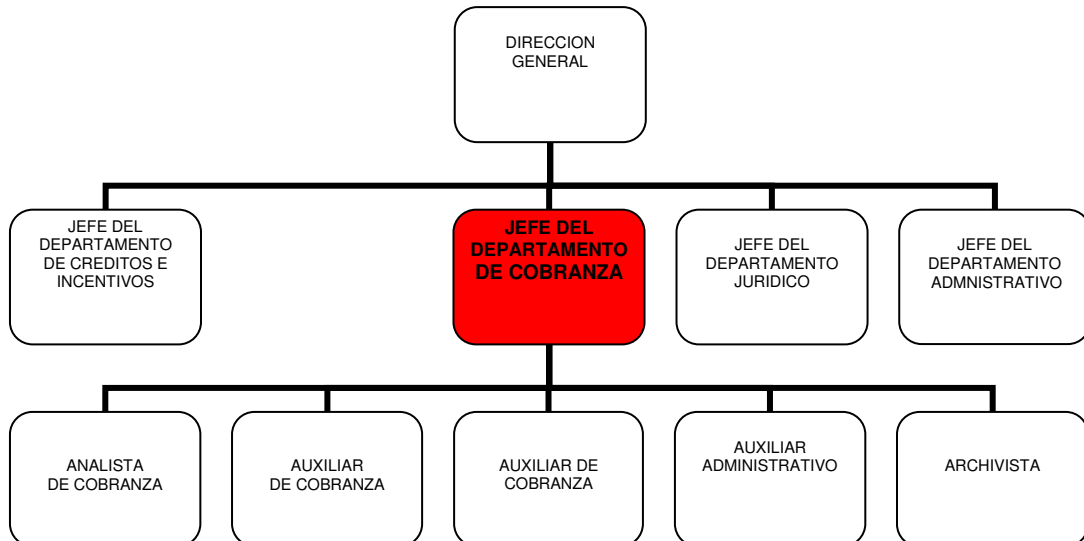 DIRECCION
GENERAL
JEFE DEL
DEPARTAMENTO
DE CREDITOS E
INCENTIVOS
JEFE DEL
DEPARTAMENTO
DE COBRANZA
JEFE DEL
DEPARTAMENTO
JURIDICO
JEFE DEL
DEPARTAMENTO
ADMNISTRATIVO
ANALISTA
DE COBRANZA
AUXILIAR
DE COBRANZA
AUXILIAR DE
COBRANZA
AUXILIAR
ADMINISTRATIVO
ARCHIVISTA